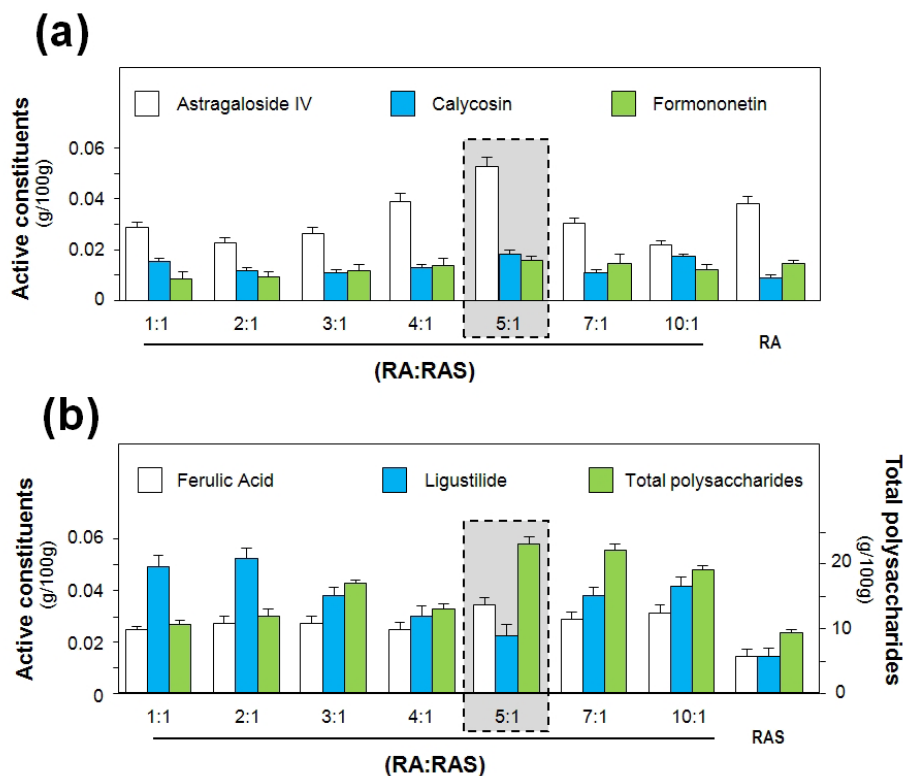 (a)
Astragaloside IV
Calycosin
Formononetin
Active constituents
(g/100g)
0.06
0.04
0.02
0
1:1
2:1
3:1
4:1
5:1
7:1
10:1
RA
(RA:RAS)
(b)
Ferulic Acid
Ligustilide
Total polysaccharides
Active constituents
(g/100g)
0.06
0.04
0.02
0
Total polysaccharides
(g/100g)
20
10
0
1:1
2:1
3:1
4:1
5:1
7:1
10:1
RAS
(RA:RAS)